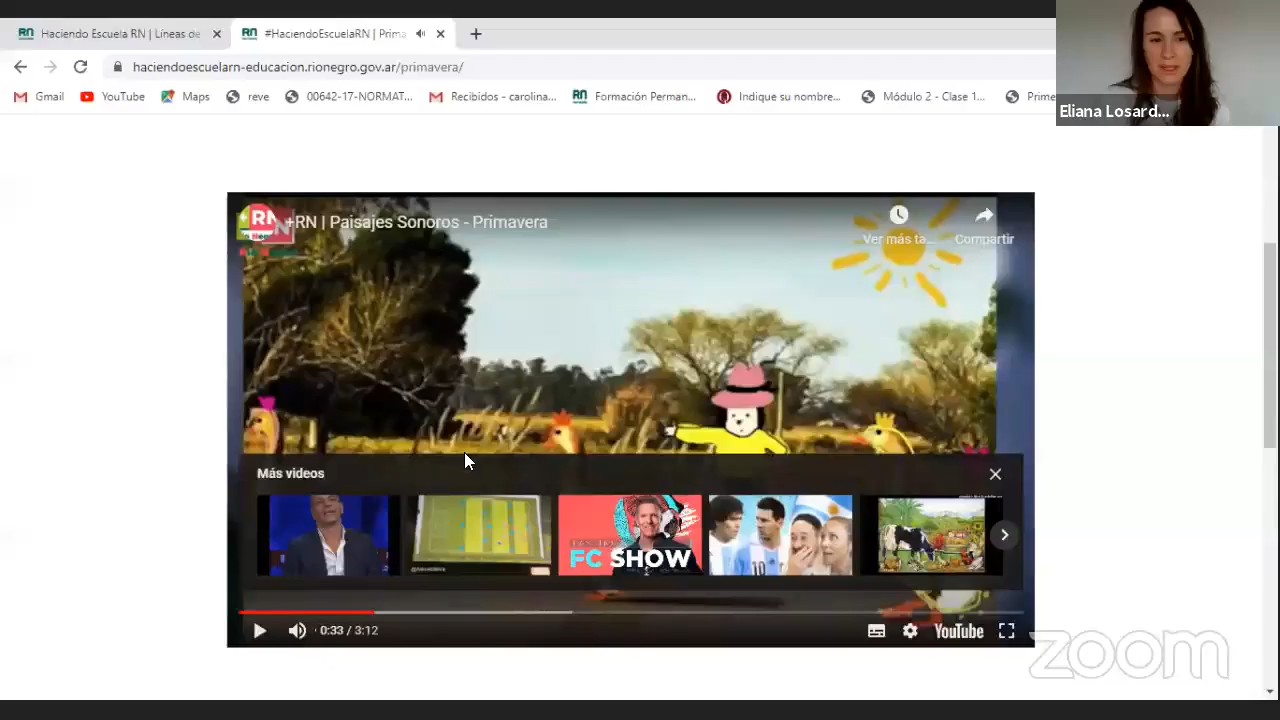 Haciendo Escuela RN | Líneas de
#HaciendoEscuelaRN | Prima
haciendoescuelarn-educacion.rionegro.gov.ar/primavera/
Gmail
YouTube
Maps
reve
00642-17-NORMAT...
Recibidos - carolina...
Formación Perman...
Indique su nombre...
Módulo 2 - Clase 1...
Prime
Eliana Losard...
+RN | Paisajes Sonoros - Primavera
Ver más ta...
Compartir
Más videos
FC SHOW
10
0:33 / 3:12
YouTube
zoom